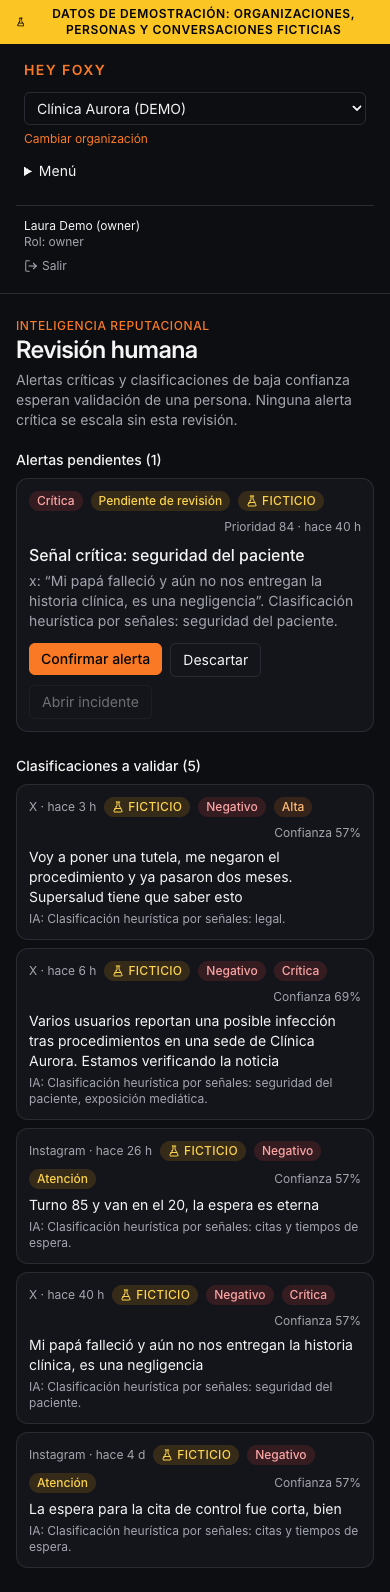 DATOS DE DEMOSTRACIÓN: ORGANIZACIONES,
PERSONAS Y CONVERSACIONES FICTICIAS
HEY FOXY
Clínica Aurora (DEMO)
Cambiar organización
Menú
Laura Demo (owner)
Rol: owner
Salir
INTELIGENCIA REPUTACIONAL
Revisión humana
Alertas críticas y clasificaciones de baja confianza
esperan validación de una persona. Ninguna alerta
crítica se escala sin esta revisión.
Alertas pendientes (1)
Crítica Pendiente de revisión FICTICIO
Prioridad 84 · hace 40 h
Señal crítica: seguridad del paciente
x: “Mi papá falleció y aún no nos entregan la
historia clínica, es una negligencia”. Clasificación
heurística por señales: seguridad del paciente.
Confirmar alerta Descartar
Abrir incidente
Clasificaciones a validar (5)
X · hace 3 h FICTICIO Negativo Alta
Confianza 57%
Voy a poner una tutela, me negaron el
procedimiento y ya pasaron dos meses.
Supersalud tiene que saber esto
IA: Clasificación heurística por señales: legal.
X · hace 6 h FICTICIO Negativo Crítica
Confianza 69%
Varios usuarios reportan una posible infección
tras procedimientos en una sede de Clínica
Aurora. Estamos verificando la noticia
IA: Clasificación heurística por señales: seguridad del
paciente, exposición mediática.
Instagram · hace 26 h FICTICIO Negativo
Atención Confianza 57%
Turno 85 y van en el 20, la espera es eterna
IA: Clasificación heurística por señales: citas y tiempos de
espera.
X · hace 40 h FICTICIO Negativo Crítica
Confianza 57%
Mi papá falleció y aún no nos entregan la historia
clínica, es una negligencia
IA: Clasificación heurística por señales: seguridad del
paciente.
Instagram · hace 4 d FICTICIO Negativo
Atención Confianza 57%
La espera para la cita de control fue corta, bien
IA: Clasificación heurística por señales: citas y tiempos de
espera.